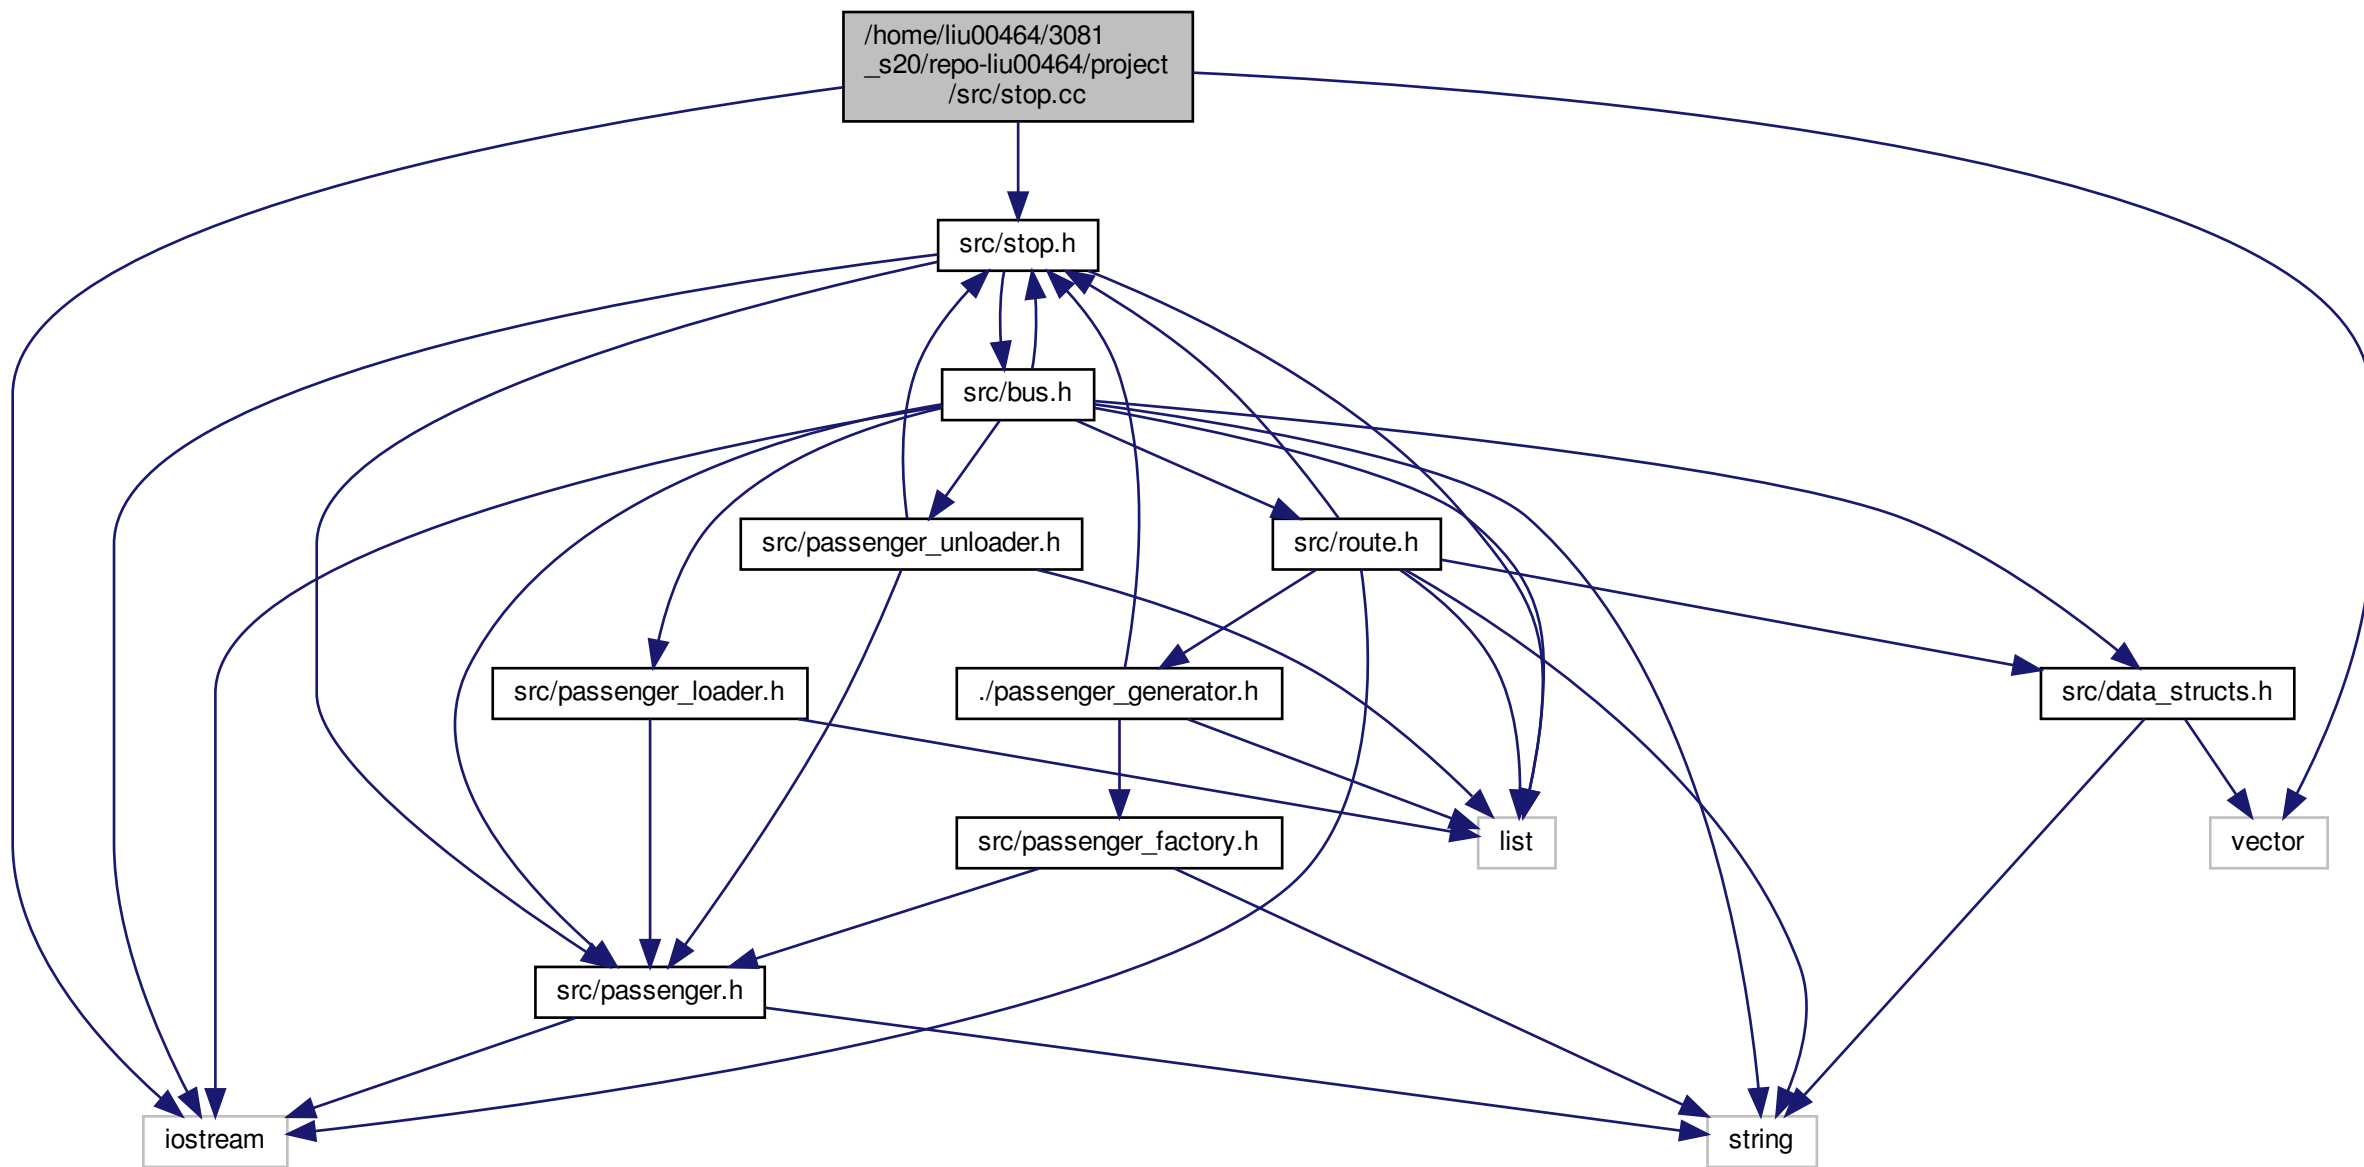 /home/liu00464/3081
_s20/repo-liu00464/project
/src/stop.cc
src/stop.h
src/bus.h
src/passenger_unloader.h
src/route.h
src/passenger_loader.h
./passenger_generator.h
src/data_structs.h
src/passenger_factory.h
list
vector
src/passenger.h
iostream
string